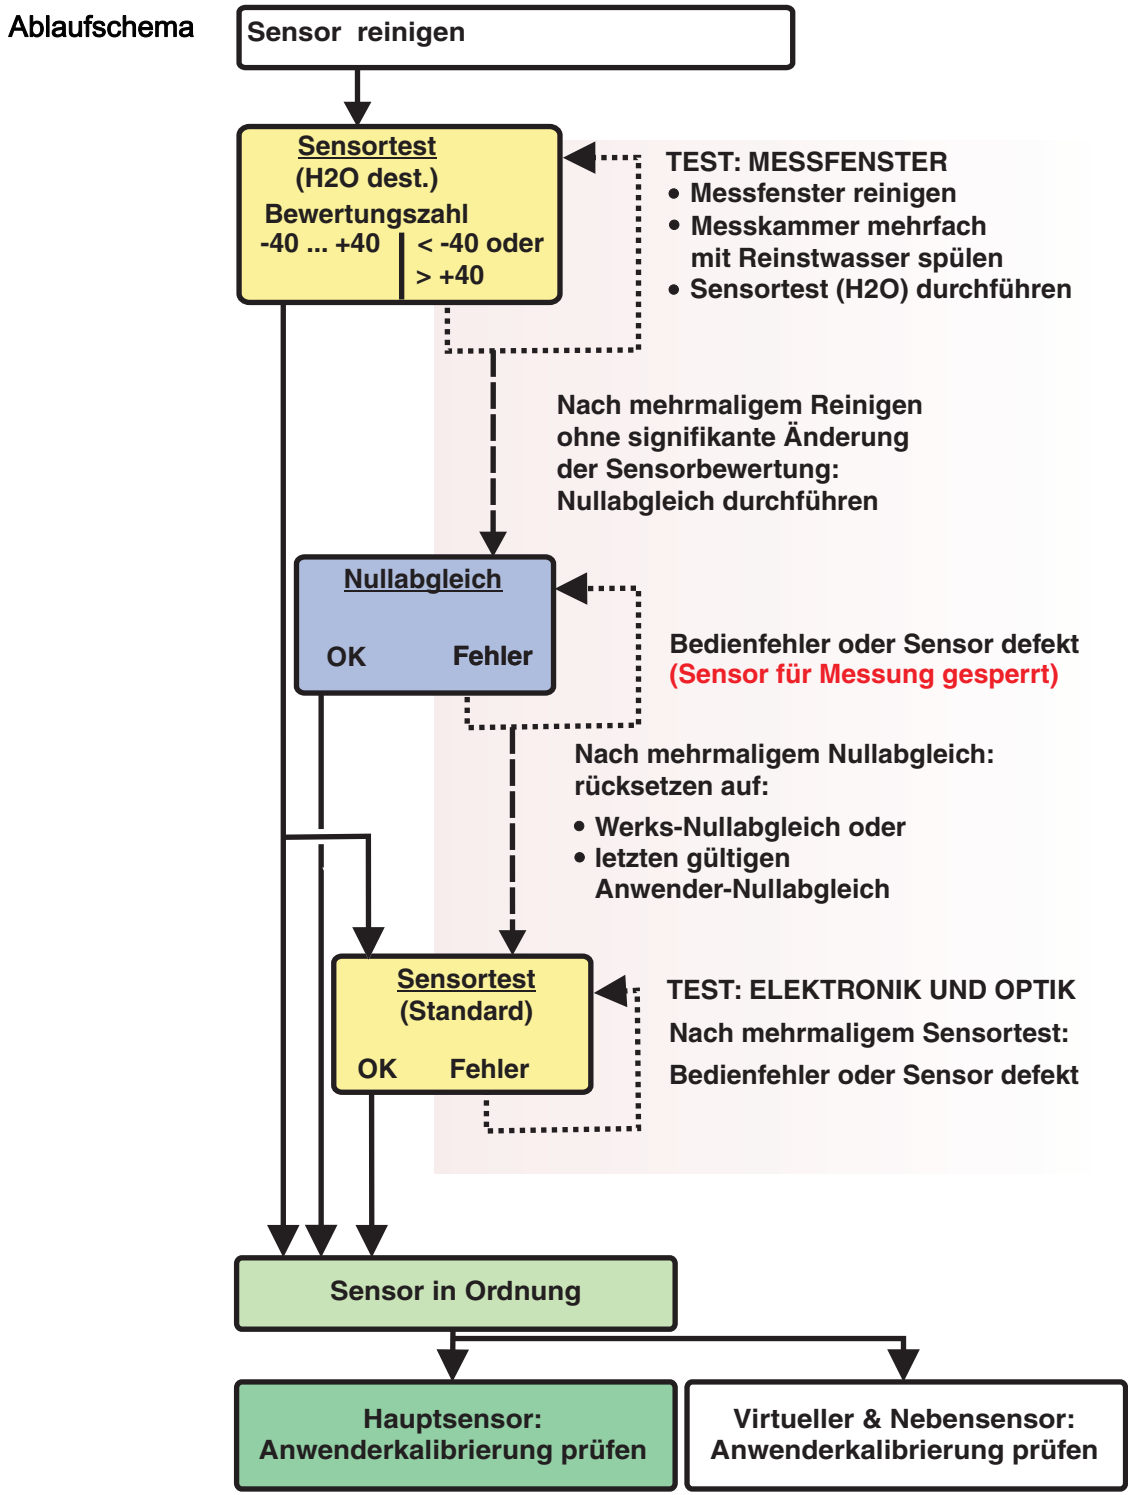 Ablaufschema
Sensor reinigen
Sensortest
(H2O dest.)
Bewertungszahl
-40 ... +40 < -40 oder
> +40
TEST: MESSFENSTER
• Messfenster reinigen
• Messkammer mehrfach
mit Reinstwasser spülen
• Sensortest (H2O) durchführen
Nach mehrmaligem Reinigen
ohne signifikante Änderung
der Sensorbewertung:
Nullabgleich durchführen
Nullabgleich
OK Fehler
Bedienfehler oder Sensor defekt
(Sensor für Messung gesperrt)
Nach mehrmaligem Nullabgleich:
rücksetzen auf:
• Werks-Nullabgleich oder
• letzten gültigen
Anwender-Nullabgleich
Sensortest
(Standard)
OK Fehler
TEST: ELEKTRONIK UND OPTIK
Nach mehrmaligem Sensortest:
Bedienfehler oder Sensor defekt
Sensor in Ordnung
Hauptsensor:
Anwenderkalibrierung prüfen
Virtueller & Nebensensor:
Anwenderkalibrierung prüfen